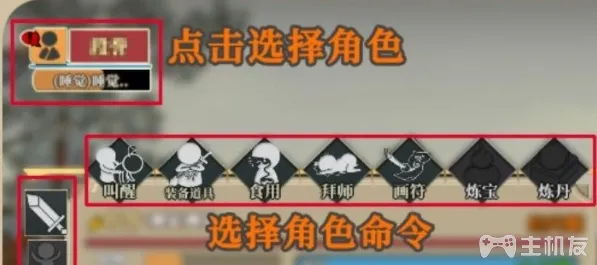 点击选择角色
(睡觉)睡觉..
叫醒 装备道具 食用 拜师 画符 炼宝 炼丹
选择角色命令
主机友